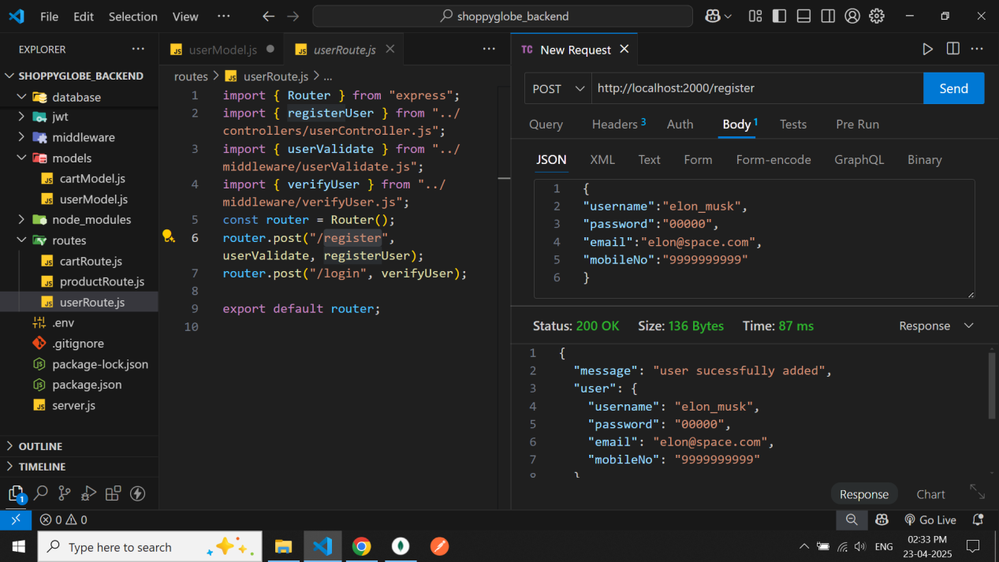 File Edit Selection View ··· shoppyglobe_backend
EXPLORER ···
SHOPPYGLOBE_BACKEND
database
jwt
middleware
models
cartModel.js
userModel.js
node_modules
routes
cartRoute.js
productRoute.js
userRoute.js
.env
.gitignore
package-lock.json
package.json
server.js
OUTLINE
TIMELINE
1
userModel.js userRoute.js ···
routes > JS userRoute.js > ...
1 import { Router } from "express";
2 import { registerUser } from "../
controllers/userController.js";
3 import { userValidate } from "../
middleware/userValidate.js";
4 import { verifyUser } from "../
middleware/verifyUser.js";
5 const router = Router();
6 router.post("/register",
userValidate, registerUser);
7 router.post("/login", verifyUser);
8
9 export default router;
10
TC New Request
POST http://localhost:2000/register Send
Query Headers 3 Auth Body 1 Tests Pre Run
JSON XML Text Form Form-encode GraphQL Binary
1 {
2 "username":"elon_musk",
3 "password":"00000",
4 "email":"elon@space.com",
5 "mobileNo":"9999999999"
6 }
Status: 200 OK Size: 136 Bytes Time: 87 ms Response
1 {
2 "message": "user sucessfully added",
3 "user": {
4 "username": "elon_musk",
5 "password": "00000",
6 "email": "elon@space.com",
7 "mobileNo": "9999999999"
8 }
Response Chart
0 0 Go Live
Type here to search
ENG
02:33 PM
23-04-2025